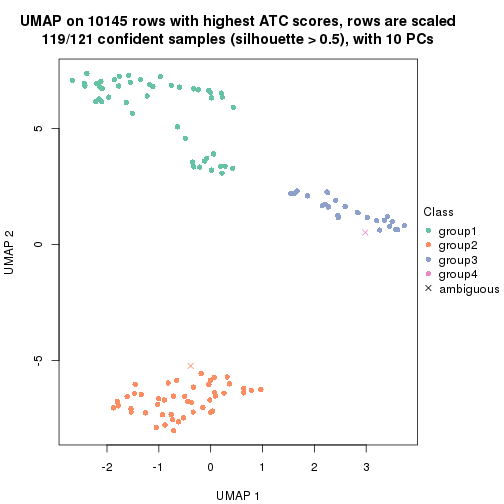 UMAP on 10145 rows with highest ATC scores, rows are scaled
119/121 confident samples (silhouette > 0.5), with 10 PCs
5
0
-5
UMAP 2
-2
-1
0
1
2
3
UMAP 1
Class
group1
group2
group3
group4
ambiguous